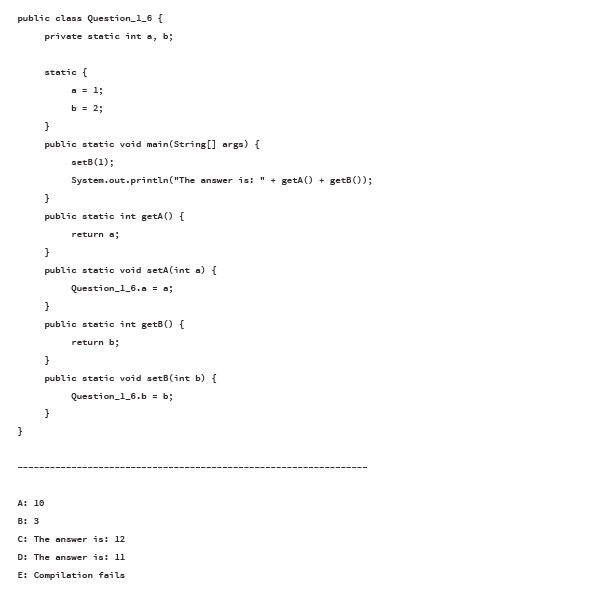 public class Question_1_6 {
private static int a, b;
static {
a = 1;
b = 2;
}
public static void main(String[] args) {
setB(1);
System.out.println("The answer is: " + getA() + getB());
}
public static int getA() {
return a;
}
public static void setA(int a) {
Question_1_6.a = a;
}
public static int getB() {
return b;
}
public static void setB(int b) {
Question_1_6.b = b;
}
}
-----------------------------------------------------------------
A: 10
B: 3
C: The answer is: 12
D: The answer is: 11
E: Compilation fails